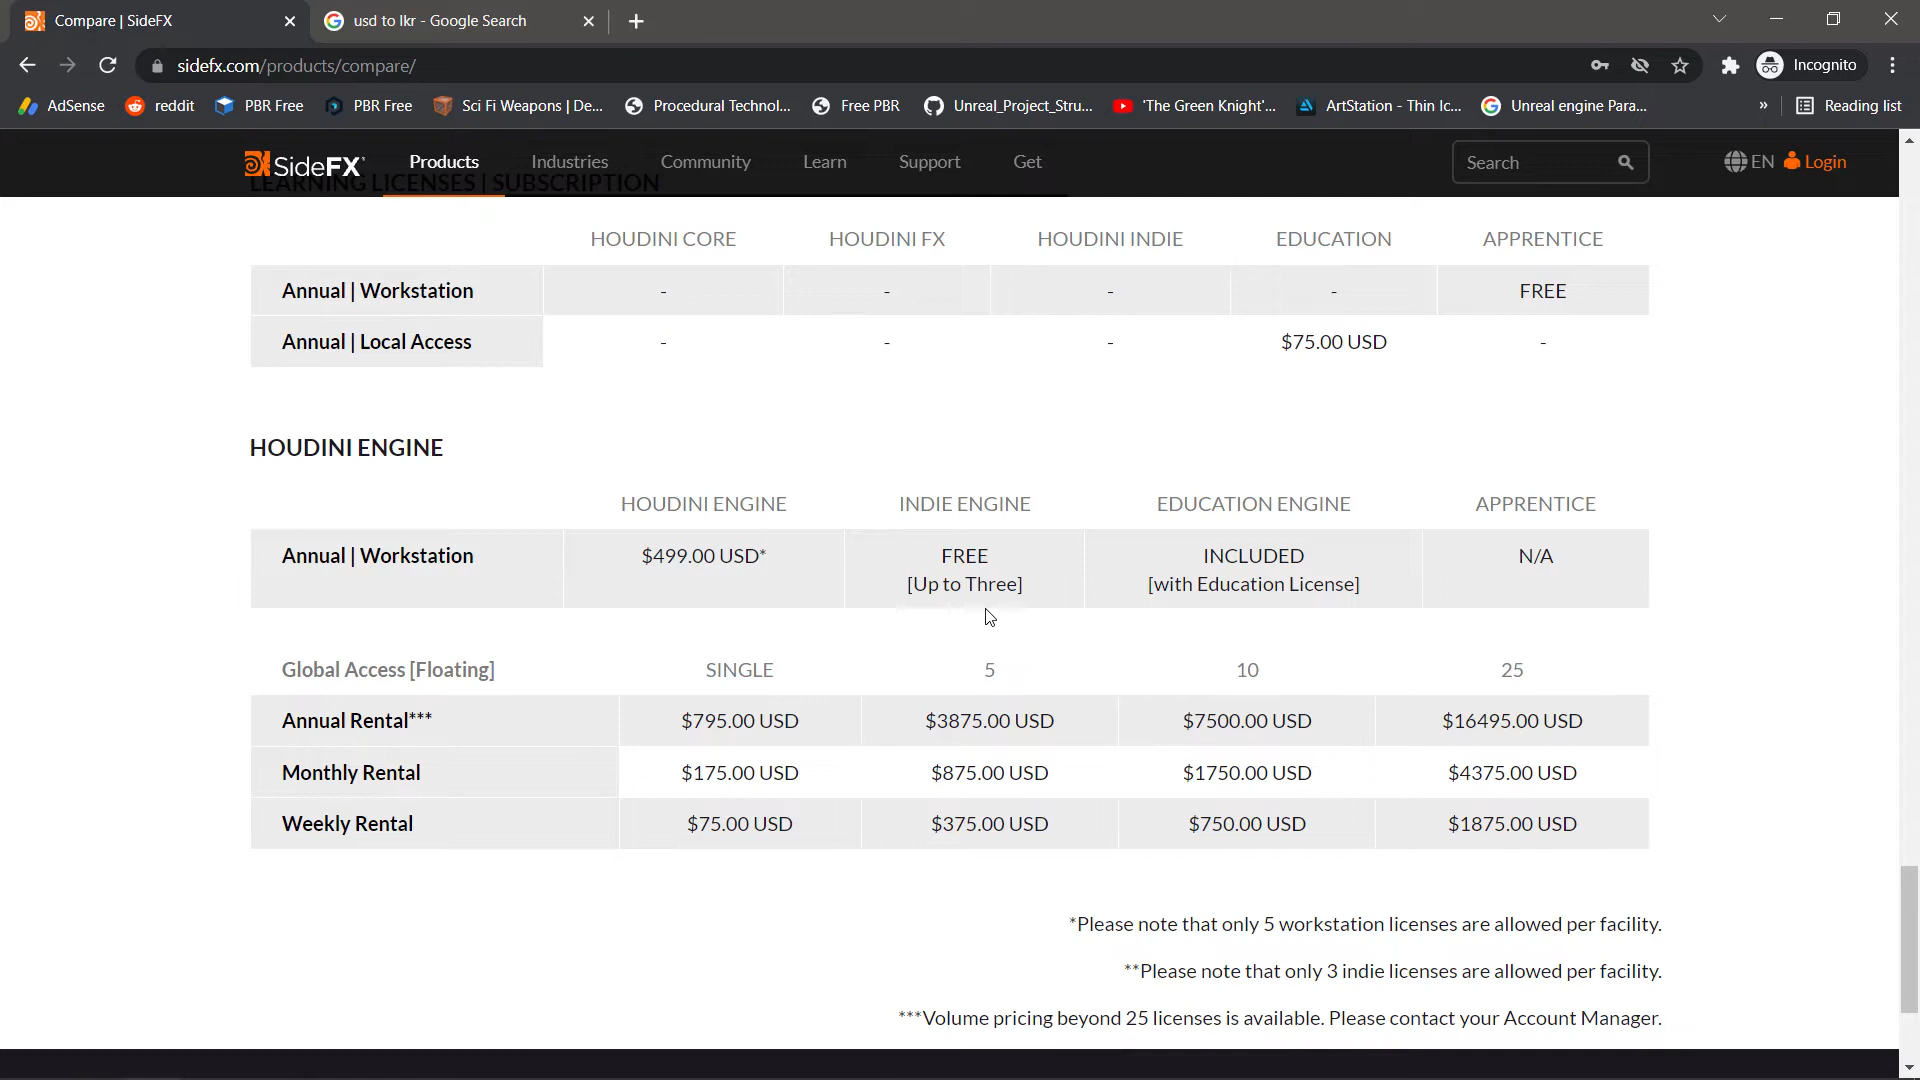 Compare | SideFX
usd to lkr - Google Search
sidefx.com/products/compare/
Incognito
AdSense reddit PBR Free PBR Free Sci Fi Weapons | De... Procedural Technol... Free PBR Unreal_Project_Stru... 'The Green Knight'... ArtStation - Thin Ic... Unreal engine Para... » Reading list
SideFX Products Industries Community Learn Support Get Search EN Login
LEARNING LICENSES | SUBSCRIPTION
HOUDINI CORE HOUDINI FX HOUDINI INDIE EDUCATION APPRENTICE
Annual | Workstation - - - - FREE
Annual | Local Access - - - $75.00 USD -
HOUDINI ENGINE
HOUDINI ENGINE INDIE ENGINE EDUCATION ENGINE APPRENTICE
Annual | Workstation $499.00 USD* FREE INCLUDED N/A
[Up to Three] [with Education License]
Global Access [Floating] SINGLE 5 10 25
Annual Rental*** $795.00 USD $3875.00 USD $7500.00 USD $16495.00 USD
Monthly Rental $175.00 USD $875.00 USD $1750.00 USD $4375.00 USD
Weekly Rental $75.00 USD $375.00 USD $750.00 USD $1875.00 USD
*Please note that only 5 workstation licenses are allowed per facility.
**Please note that only 3 indie licenses are allowed per facility.
***Volume pricing beyond 25 licenses is available. Please contact your Account Manager.